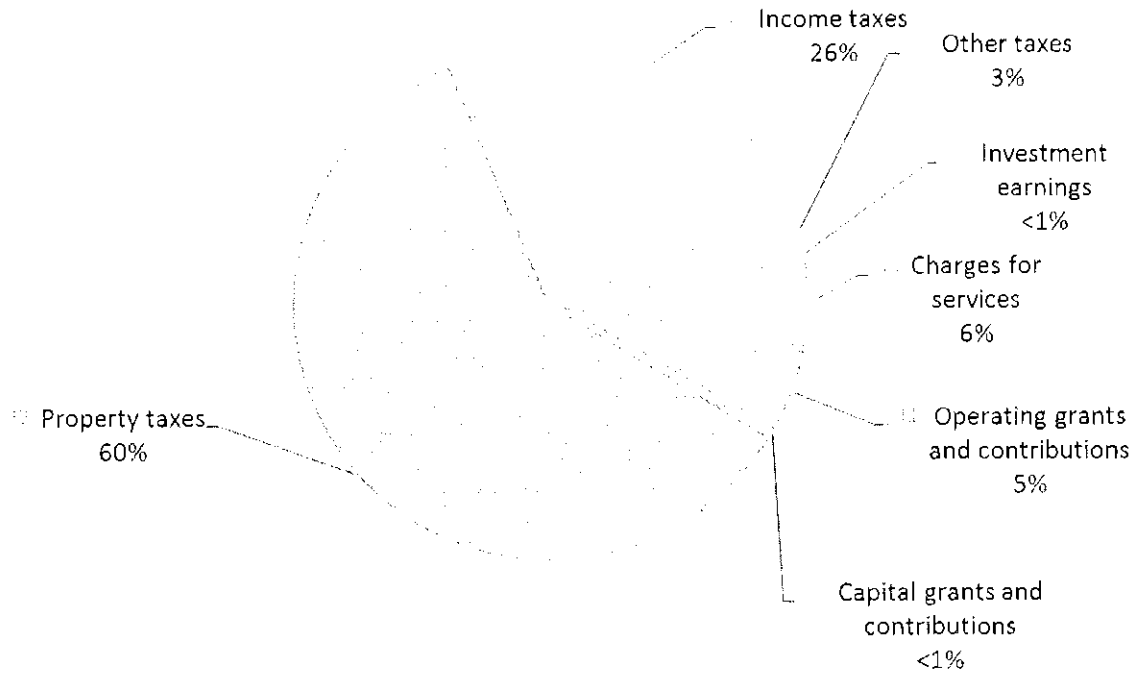 Income taxes
26%
Other taxes
3%
Investment
earnings
<1%
Charges for
services
6%
Operating grants
and contributions
5%
Capital grants and
contributions
<1%
Property taxes
60%